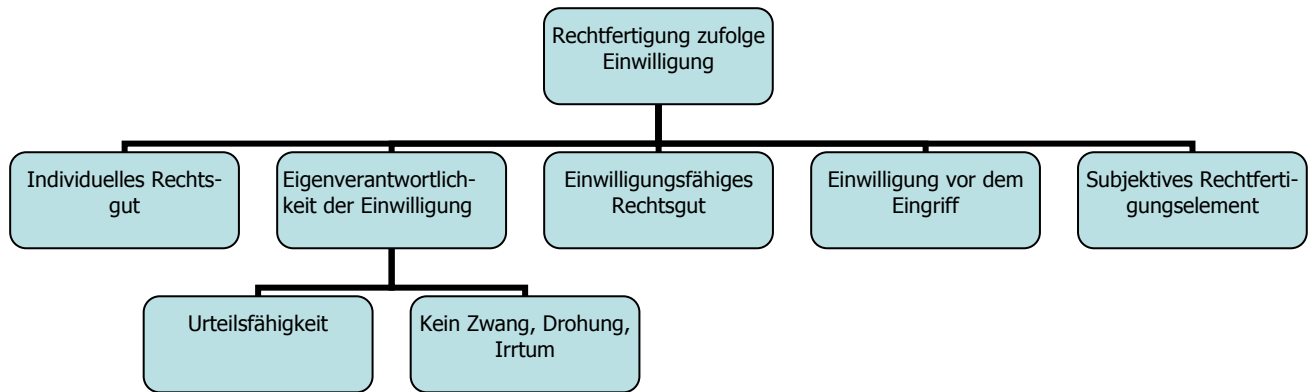 Rechtfertigung zufolge
Einwilligung
Individuelles Rechts-
gut
Eigenverantwortlich-
keit der Einwilligung
Einwilligungsfähiges
Rechtsgut
Einwilligung vor dem
Eingriff
Subjektives Rechtferti-
gungselement
Urteilsfähigkeit
Kein Zwang, Drohung,
Irrtum